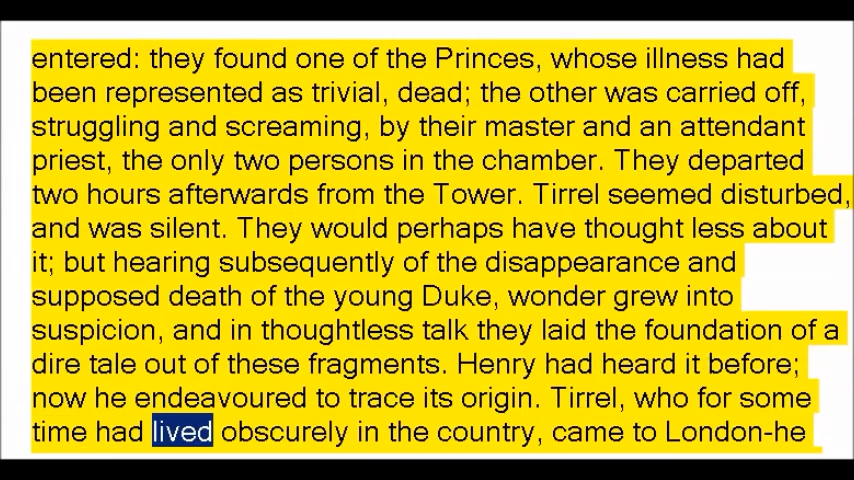 entered: they found one of the Princes, whose illness had
been represented as trivial, dead; the other was carried off,
struggling and screaming, by their master and an attendant
priest, the only two persons in the chamber. They departed
two hours afterwards from the Tower. Tirrel seemed disturbed,
and was silent. They would perhaps have thought less about
it; but hearing subsequently of the disappearance and
supposed death of the young Duke, wonder grew into
suspicion, and in thoughtless talk they laid the foundation of a
dire tale out of these fragments. Henry had heard it before;
now he endeavoured to trace its origin. Tirrel, who for some
time had lived obscurely in the country, came to London-he